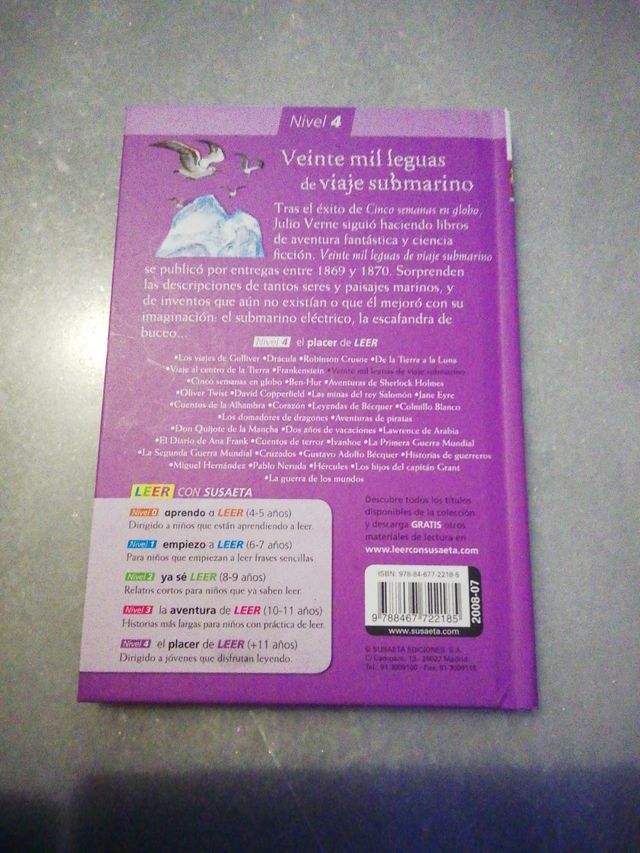 Nivel 4
Veinte mil leguas
de viaje submarino
Tras el éxito de Cinco semanas en globo,
Julio Verne siguió haciendo libros
de aventura fantástica y ciencia
ficción. Veinte mil leguas de viaje submarino
se publicó por entregas entre 1869 y 1870. Sorprenden
las descripciones de tantos seres y paisajes marinos, y
de inventos que aún no existían o que él mejoró con su
imaginación: el submarino eléctrico, la escafandra de
buceo...
Nivel 4 el placer de LEER
•Los viajes de Gulliver •Drácula •Robinson Crusoe •De la Tierra a la Luna
•Viaje al centro de la Tierra •Frankenstein •Veinte mil leguas de viaje submarino
•Cinco semanas en globo •Ben-Hur •Aventuras de Sherlock Holmes
•Oliver Twist •David Copperfield •Las minas del rey Salomón •Jane Eyre
•Cuentos de la Alhambra •Corazón •Leyendas de Bécquer •Colmillo Blanco
•Los domadores de dragones •Aventuras de piratas
•Don Quijote de la Mancha •Dos años de vacaciones •Lawrence de Arabia
•El Diario de Ana Frank •Cuentos de terror •Ivanhoe •La Primera Guerra Mundial
•La Segunda Guerra Mundial •Cruzados •Gustavo Adolfo Bécquer •Historias de guerreros
•Miguel Hernández •Pablo Neruda •Hércules •Los hijos del capitán Grant
•La guerra de los mundos
LEER CON SUSAETA
Nivel 0 aprendo a LEER (4-5 años)
Dirigido a niños que están aprendiendo a leer.
Nivel 1 empiezo a LEER (6-7 años)
Para niños que empiezan a leer frases sencillas.
Nivel 2 ya sé LEER (8-9 años)
Relatos cortos para niños que ya saben leer.
Nivel 3 la aventura de LEER (10-11 años)
Historias más largas para niños con práctica de leer.
Nivel 4 el placer de LEER (+11 años)
Dirigido a jóvenes que disfrutan leyendo.
Descubre todos los títulos
disponibles de la colección
y descarga GRATIS otros
materiales de lectura en
www.leerconsusaeta.com
ISBN: 978-84-677-2218-5
9 788467 722185
www.susaeta.com
2008-07
© SUSAETA EDICIONES, S.A.
C/ Campezo, 13 - 28022 Madrid
Tel.: 91 3009100 - Fax: 91 3009118